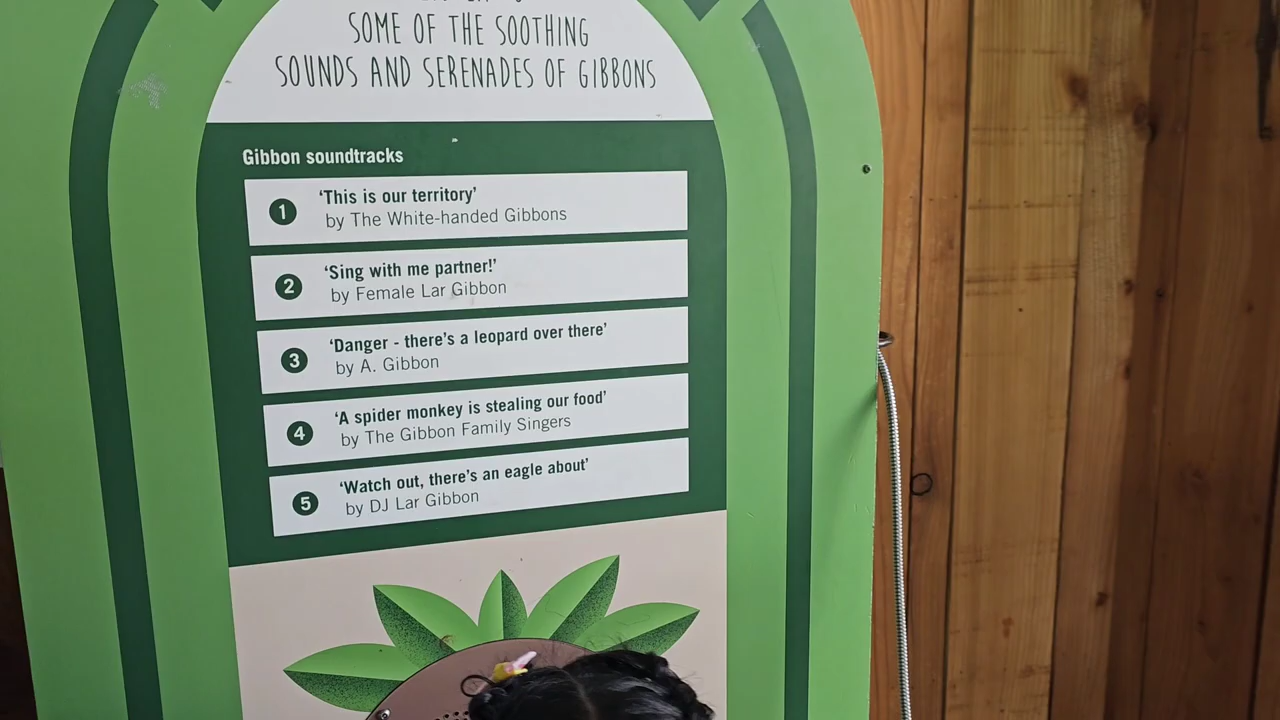 SOME OF THE SOOTHING
SOUNDS AND SERENADES OF GIBBONS
Gibbon soundtracks
1
‘This is our territory’
by The White-handed Gibbons
2
‘Sing with me partner!’
by Female Lar Gibbon
3
‘Danger - there’s a leopard over there’
by A. Gibbon
4
‘A spider monkey is stealing our food’
by The Gibbon Family Singers
5
‘Watch out, there’s an eagle about’
by DJ Lar Gibbon